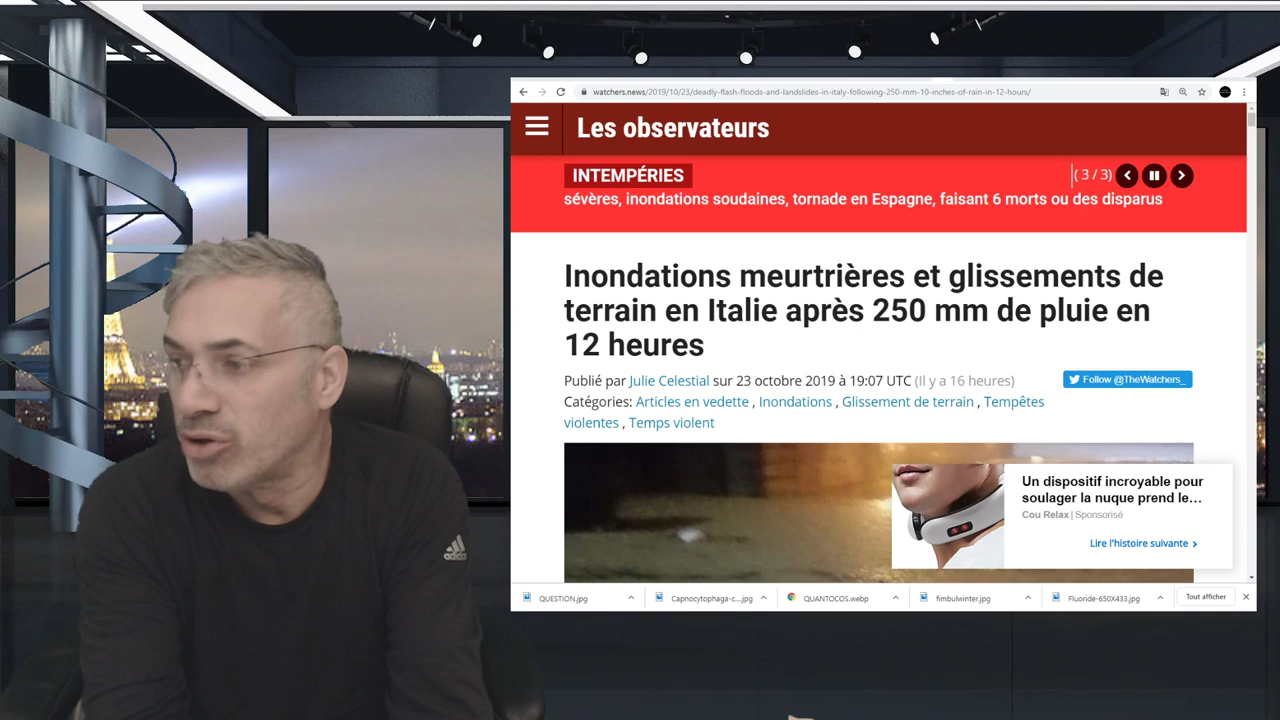 watchers.news/2019/10/23/deadly-flash-floods-and-landslides-in-italy-following-250-mm-10-inches-of-rain-in-12-hours/
Les observateurs
INTEMPÉRIES
( 3 / 3)
sévères, inondations soudaines, tornade en Espagne, faisant 6 morts ou des disparus
Inondations meurtrières et glissements de
terrain en Italie après 250 mm de pluie en
12 heures
Publié par Julie Celestial sur 23 octobre 2019 à 19:07 UTC (Il y a 16 heures)
Follow @TheWatchers_
Catégories: Articles en vedette , Inondations , Glissement de terrain , Tempêtes
violentes , Temps violent
Un dispositif incroyable pour
soulager la nuque prend le…
Cou Relax | Sponsorisé
Lire l'histoire suivante
adidas
QUESTION.jpg
Capnocytophaga-c....jpg
QUANTOCOS.webp
fimbulwinter.jpg
Fluoride-650X433.jpg
Tout afficher